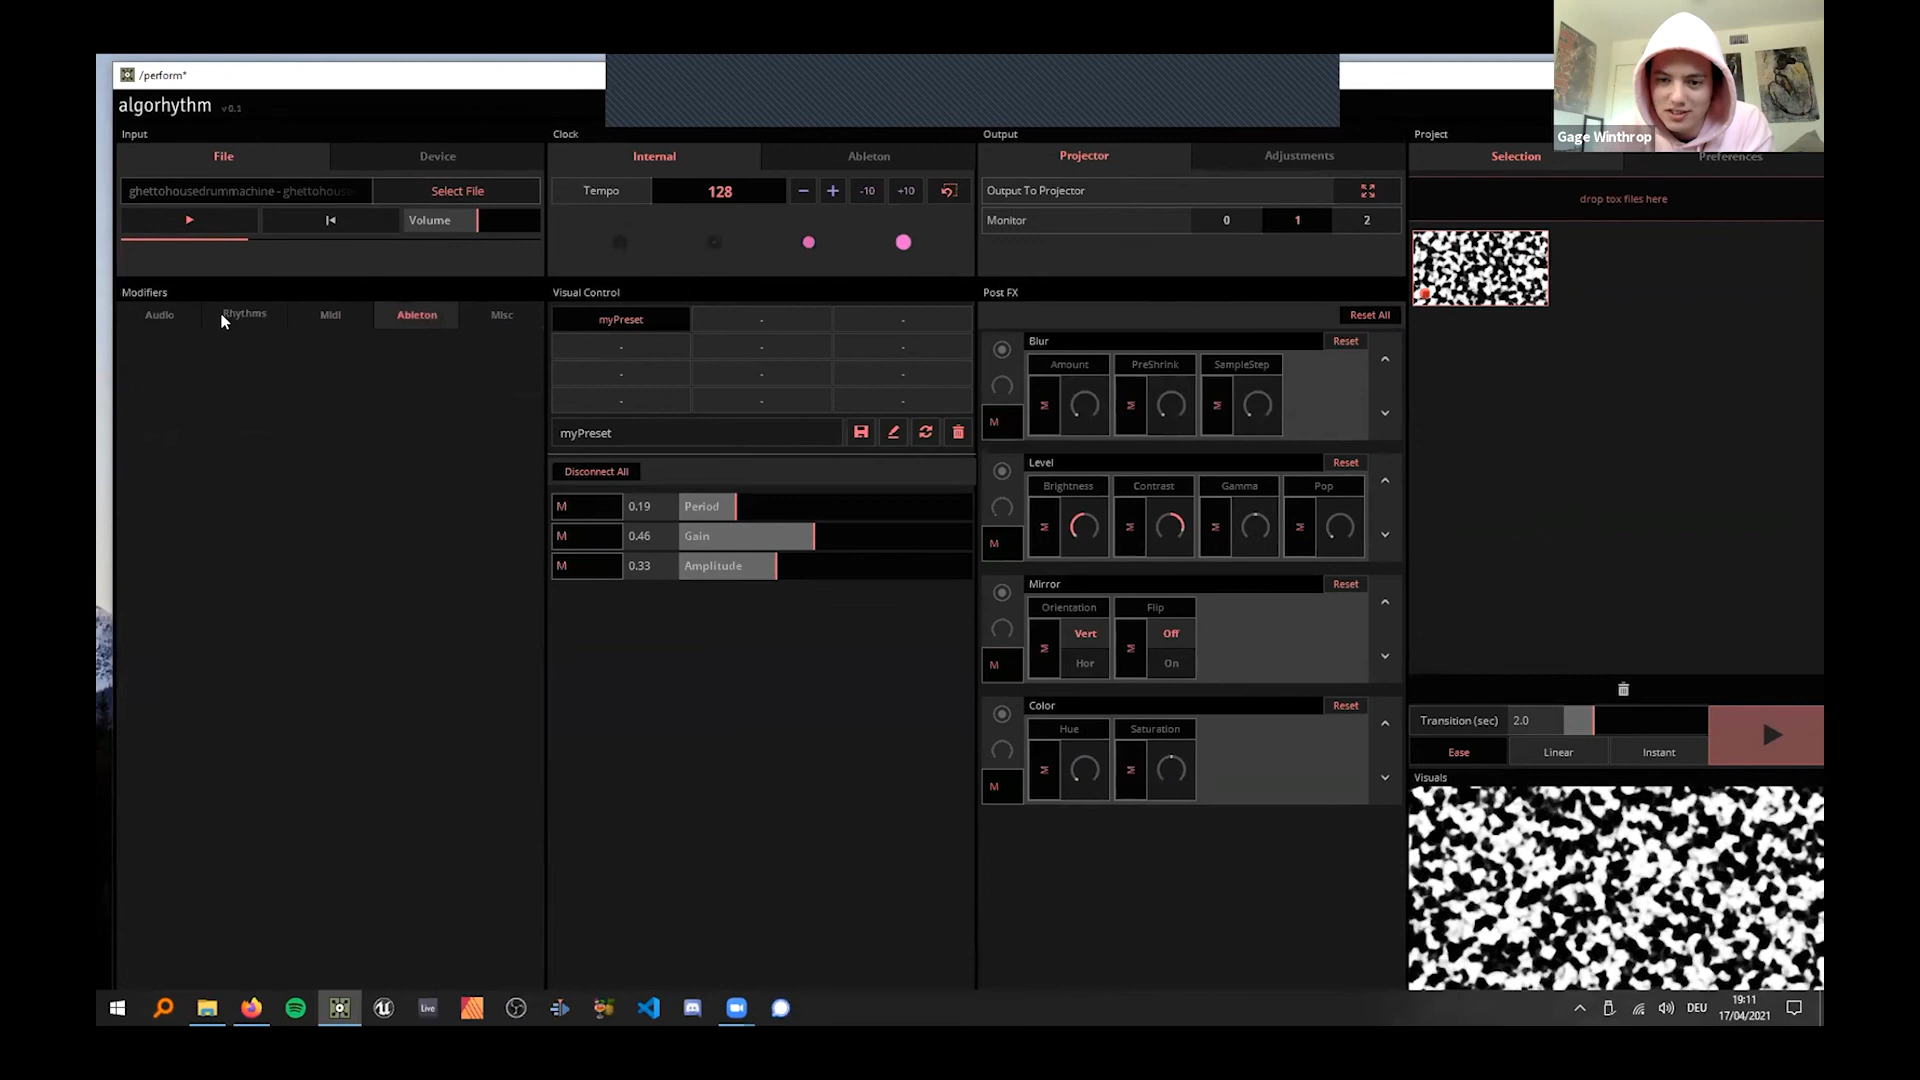 /perform*
algorhythm v0.1
Gage Winthrop
Input
File
Device
ghettohousedrummachine - ghettohouse
Select File
Volume
Clock
Internal
Ableton
Tempo
128
-10
+10
Output
Projector
Adjustments
Output To Projector
Monitor
0
1
2
Project
Selection
Preferences
drop tox files here
Modifiers
Audio
Rhythms
Midi
Ableton
Misc
Visual Control
myPreset
-
-
-
-
-
-
-
-
-
-
-
myPreset
Disconnect All
M 0.19 Period
M 0.46 Gain
M 0.33 Amplitude
Post FX
Reset All
Blur
Reset
Amount
PreShrink
SampleStep
M
M
M
M
Level
Reset
Brightness
Contrast
Gamma
Pop
M
M
M
M
M
Mirror
Reset
Orientation
Flip
M
Vert
Hor
M
Off
On
M
Color
Reset
Hue
Saturation
M
M
M
Transition (sec) 2.0
Ease
Linear
Instant
Visuals
Live
DEU
19:11
17/04/2021